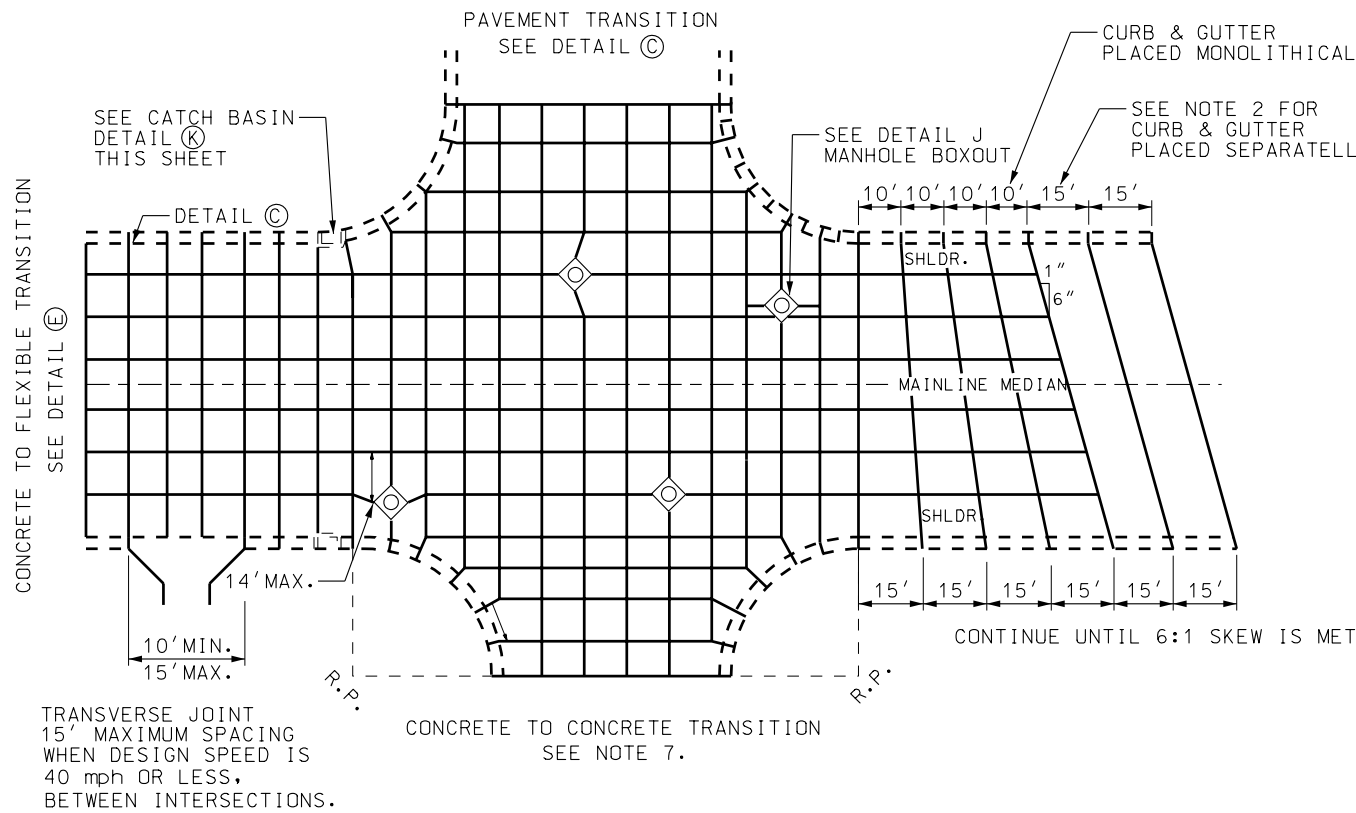 PAVEMENT TRANSITION
SEE DETAIL Ⓒ
CURB & GUTTER
PLACED MONOLITHICAL
SEE NOTE 2 FOR
CURB & GUTTER
PLACED SEPARATELL
SEE CATCH BASIN
DETAIL Ⓚ
THIS SHEET
SEE DETAIL J
MANHOLE BOXOUT
10' 10' 10' 10' 15' 15'
DETAIL Ⓒ
SHLDR.
1"
6"
CONCRETE TO FLEXIBLE TRANSITION
SEE DETAIL Ⓔ
MAINLINE MEDIAN
SHLDR.
14' MAX.
15' 15' 15' 15' 15' 15'
CONTINUE UNTIL 6:1 SKEW IS MET
10' MIN.
15' MAX.
R.P.
R.P.
TRANSVERSE JOINT
15' MAXIMUM SPACING
WHEN DESIGN SPEED IS
40 mph OR LESS,
BETWEEN INTERSECTIONS.
CONCRETE TO CONCRETE TRANSITION
SEE NOTE 7.